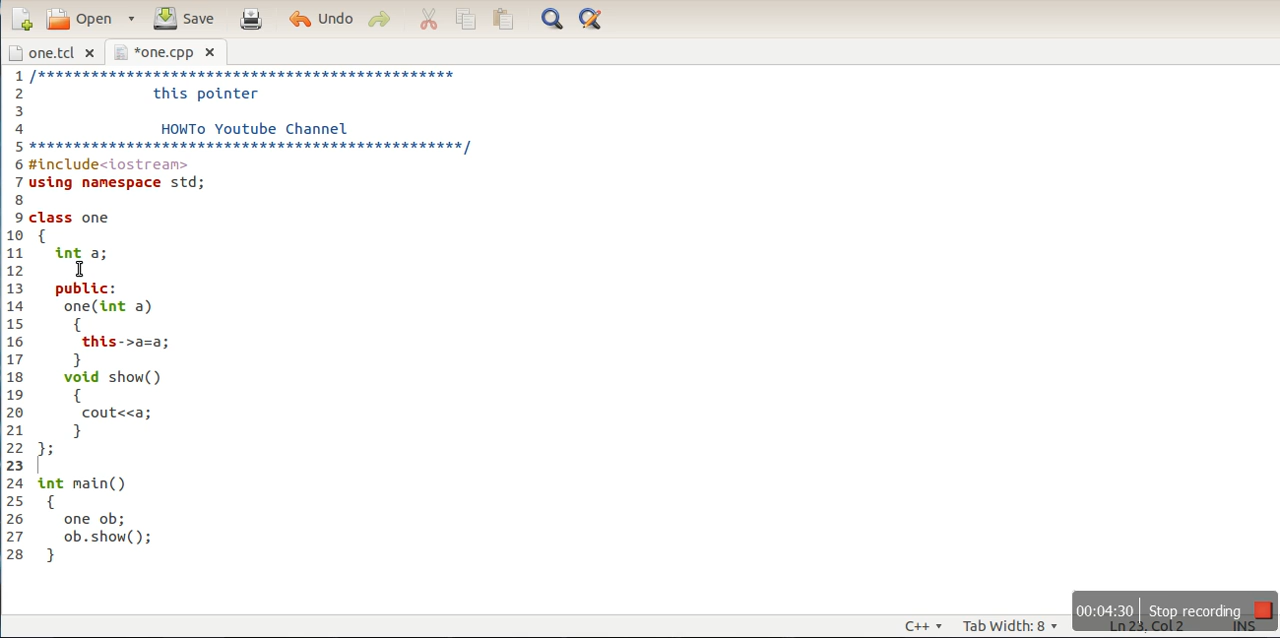 Open Save Undo
one.tcl *one.cpp
1 /***********************************************
2 this pointer
3
4 HOWTo Youtube Channel
5 *************************************************/
6 #include<iostream>
7 using namespace std;
8
9 class one
10 {
11 int a;
12
13 public:
14 one(int a)
15 {
16 this->a=a;
17 }
18 void show()
19 {
20 cout<<a;
21 }
22 };
23
24 int main()
25 {
26 one ob;
27 ob.show();
28 }
00:04:30 Stop recording
C++ Tab Width: 8 Ln 23, Col 2 INS